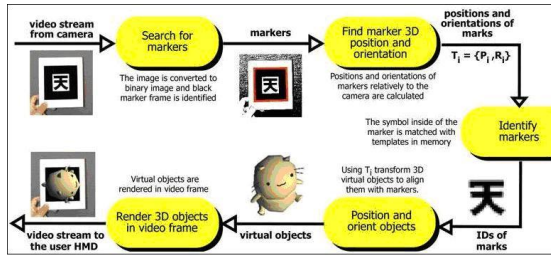 video stream
from camera
Search for
markers
markers
Find marker 3D
position and
orientation
positions and
orientations of
marks
Tᵢ = {Pᵢ,Rᵢ}
The image is converted to
binary image and black
marker frame is identified
Positions and orientations of
markers relatively to the
camera are calculated
天
天
The symbol inside of the
marker is matched with
templates in memory
Identify
markers
天
IDs of
marks
Using Tᵢ transform 3D
virtual objects to align
them with markers.
Position and
orient objects
virtual objects
Virtual objects are
rendered in video frame
Render 3D objects
in video frame
video stream to
the user HMD